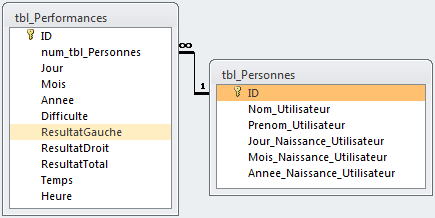 tbl_Performances
ID
num_tbl_Personnes
Jour
Mois
Annee
Difficulte
ResultatGauche
ResultatDroit
ResultatTotal
Temps
Heure
∞
1
tbl_Personnes
ID
Nom_Utilisateur
Prenom_Utilisateur
Jour_Naissance_Utilisateur
Mois_Naissance_Utilisateur
Annee_Naissance_Utilisateur